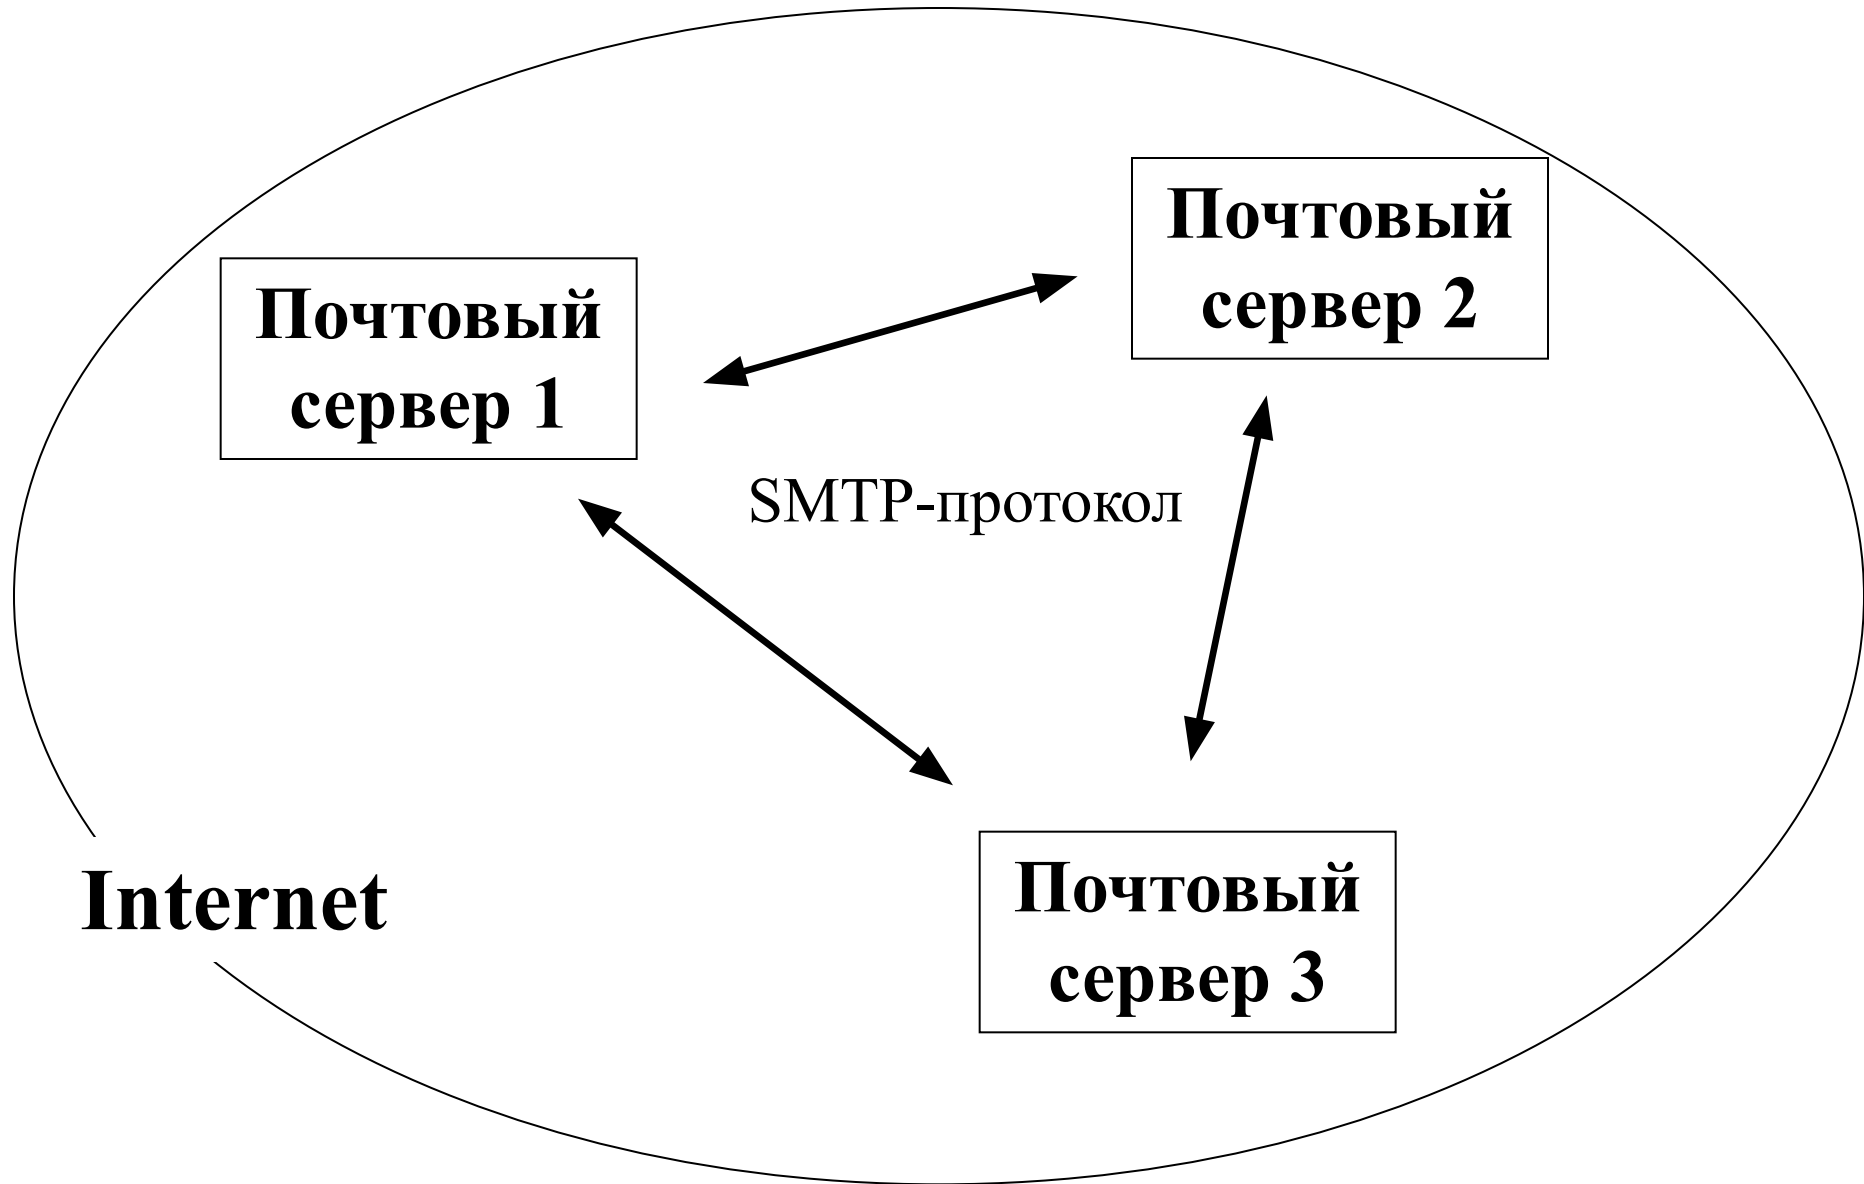 Почтовый
сервер 1
Почтовый
сервер 2
SMTP-протокол
Internet
Почтовый
сервер 3